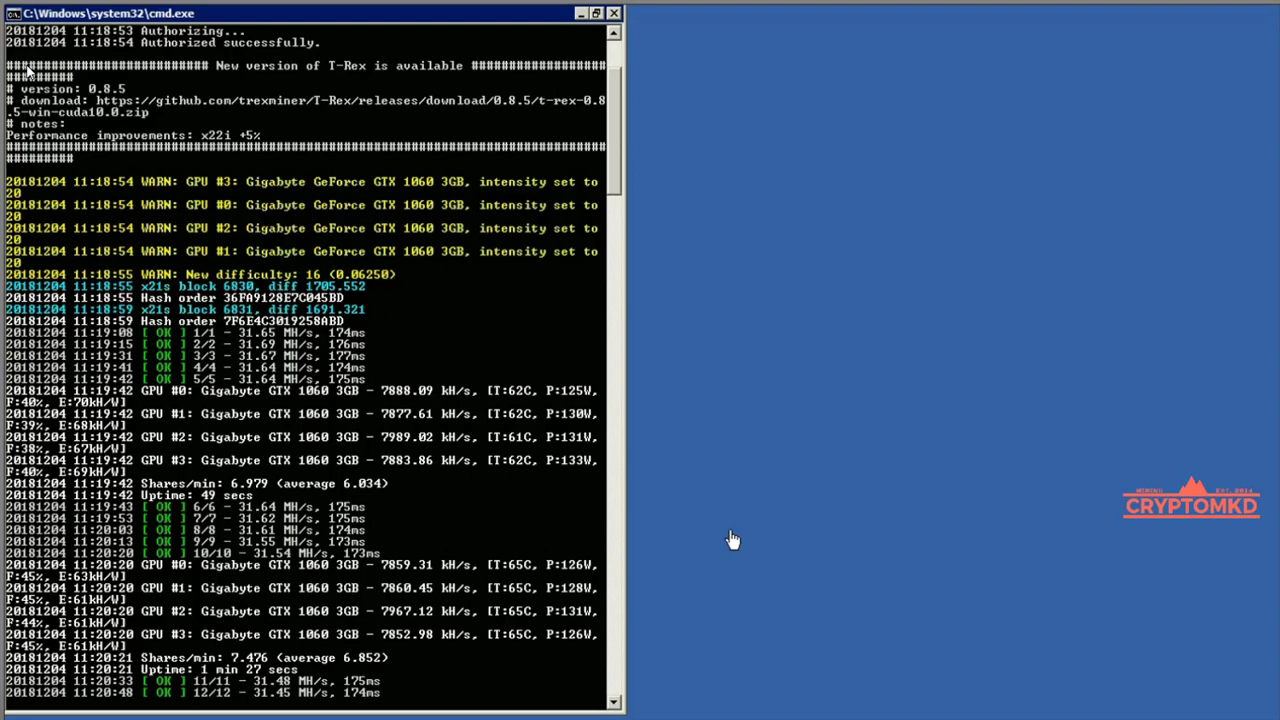 C:\Windows\system32\cmd.exe
20181204 11:18:53 Authorizing...
20181204 11:18:54 Authorized successfully.
########################### New version of T-Rex is available ##################
#########
# version: 0.8.5
# download: https://github.com/trexminer/T-Rex/releases/download/0.8.5/t-rex-0.8
.5-win-cuda10.0.zip
# notes:
Performance improvements: x22i +5%
################################################################################
#########
20181204 11:18:54 WARN: GPU #3: Gigabyte GeForce GTX 1060 3GB, intensity set to
20
20181204 11:18:54 WARN: GPU #0: Gigabyte GeForce GTX 1060 3GB, intensity set to
20
20181204 11:18:54 WARN: GPU #2: Gigabyte GeForce GTX 1060 3GB, intensity set to
20
20181204 11:18:54 WARN: GPU #1: Gigabyte GeForce GTX 1060 3GB, intensity set to
20
20181204 11:18:55 WARN: New difficulty: 16 (0.06250)
20181204 11:18:55 x21s block 6830, diff 1705.552
20181204 11:18:55 Hash order 36FA9128E7C045BD
20181204 11:18:59 x21s block 6831, diff 1691.321
20181204 11:18:59 Hash order 7F6E4C3019258ABD
20181204 11:19:08 [ OK ] 1/1 - 31.65 MH/s, 174ms
20181204 11:19:15 [ OK ] 2/2 - 31.69 MH/s, 176ms
20181204 11:19:31 [ OK ] 3/3 - 31.67 MH/s, 177ms
20181204 11:19:41 [ OK ] 4/4 - 31.64 MH/s, 174ms
20181204 11:19:42 [ OK ] 5/5 - 31.64 MH/s, 175ms
20181204 11:19:42 GPU #0: Gigabyte GTX 1060 3GB - 7888.09 kH/s, [T:62C, P:125W,
F:40%, E:70kH/W]
20181204 11:19:42 GPU #1: Gigabyte GTX 1060 3GB - 7877.61 kH/s, [T:62C, P:130W,
F:39%, E:68kH/W]
20181204 11:19:42 GPU #2: Gigabyte GTX 1060 3GB - 7989.02 kH/s, [T:61C, P:131W,
F:38%, E:67kH/W]
20181204 11:19:42 GPU #3: Gigabyte GTX 1060 3GB - 7883.86 kH/s, [T:62C, P:133W,
F:40%, E:69kH/W]
20181204 11:19:42 Shares/min: 6.979 (average 6.034)
20181204 11:19:42 Uptime: 49 secs
20181204 11:19:43 [ OK ] 6/6 - 31.64 MH/s, 175ms
20181204 11:19:53 [ OK ] 7/7 - 31.62 MH/s, 175ms
20181204 11:20:03 [ OK ] 8/8 - 31.61 MH/s, 174ms
20181204 11:20:13 [ OK ] 9/9 - 31.55 MH/s, 173ms
20181204 11:20:20 [ OK ] 10/10 - 31.54 MH/s, 173ms
20181204 11:20:20 GPU #0: Gigabyte GTX 1060 3GB - 7859.31 kH/s, [T:65C, P:126W,
F:45%, E:63kH/W]
20181204 11:20:20 GPU #1: Gigabyte GTX 1060 3GB - 7860.45 kH/s, [T:65C, P:128W,
F:45%, E:61kH/W]
20181204 11:20:20 GPU #2: Gigabyte GTX 1060 3GB - 7967.12 kH/s, [T:65C, P:131W,
F:44%, E:61kH/W]
20181204 11:20:20 GPU #3: Gigabyte GTX 1060 3GB - 7852.98 kH/s, [T:65C, P:126W,
F:45%, E:61kH/W]
20181204 11:20:21 Shares/min: 7.476 (average 6.852)
20181204 11:20:21 Uptime: 1 min 27 secs
20181204 11:20:33 [ OK ] 11/11 - 31.48 MH/s, 175ms
20181204 11:20:48 [ OK ] 12/12 - 31.45 MH/s, 174ms
MINING EST. 2014
CRYPTOMKD